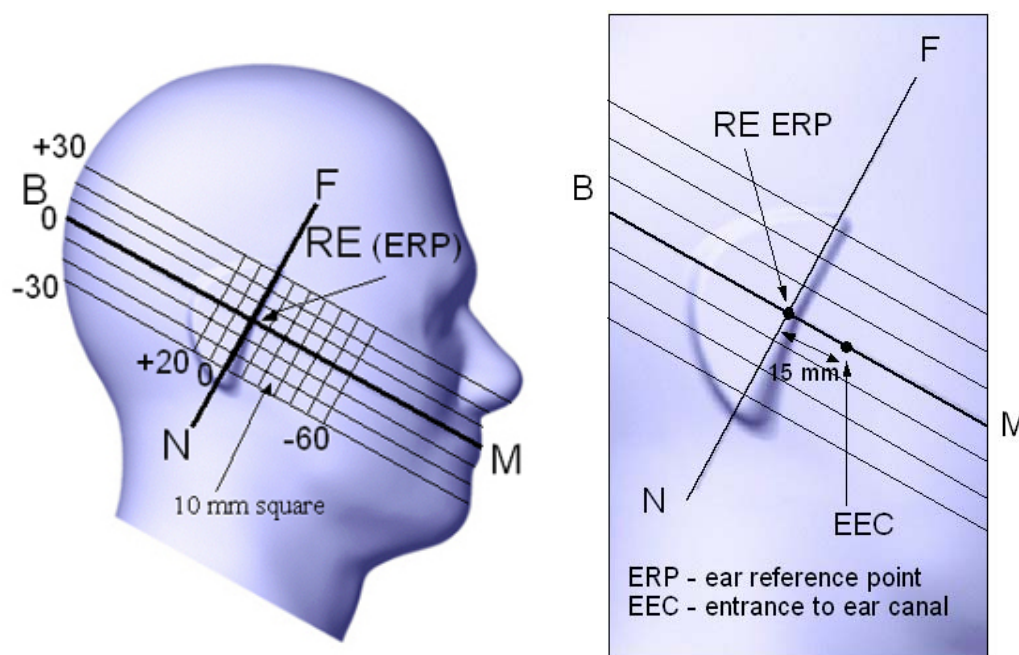 +30
B
0
-30
F
RE (ERP)
+20
0
N
-60
M
10 mm square
F
RE ERP
B
15 mm
M
N
EEC
ERP - ear reference point
EEC - entrance to ear canal